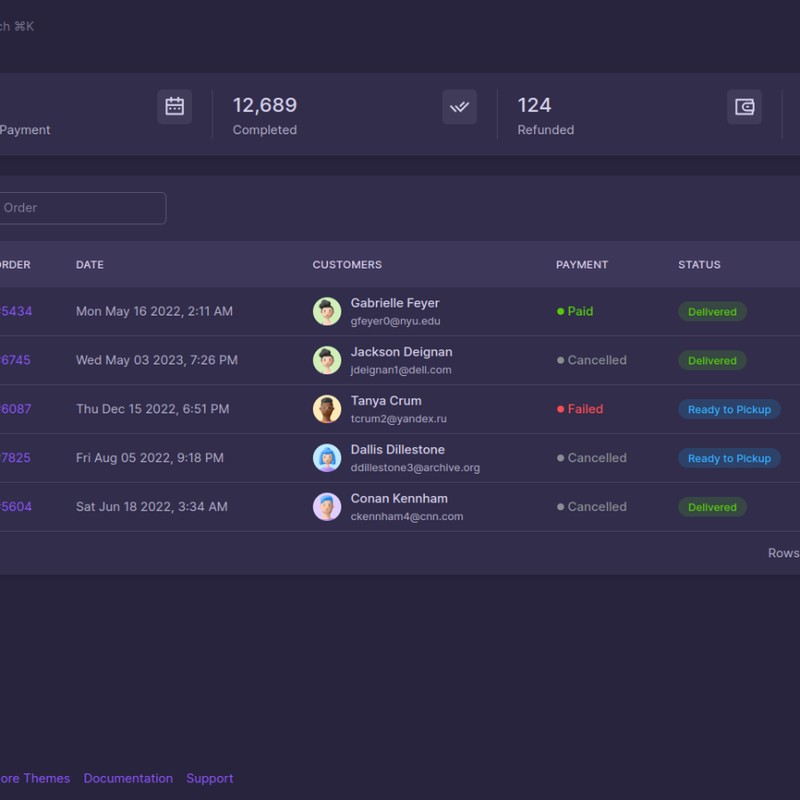 ch ⌘K
12,689
124
Payment
Completed
Refunded
Order
ORDER DATE CUSTOMERS PAYMENT STATUS
5434 Mon May 16 2022, 2:11 AM Gabrielle Feyer Paid Delivered
gfeyer0@nyu.edu
6745 Wed May 03 2023, 7:26 PM Jackson Deignan Cancelled Delivered
jdeignan1@dell.com
6087 Thu Dec 15 2022, 6:51 PM Tanya Crum Failed Ready to Pickup
tcrum2@yandex.ru
7825 Fri Aug 05 2022, 9:18 PM Dallis Dillestone Cancelled Ready to Pickup
ddillestone3@archive.org
5604 Sat Jun 18 2022, 3:34 AM Conan Kennham Cancelled Delivered
ckennham4@cnn.com
Rows
ore Themes Documentation Support